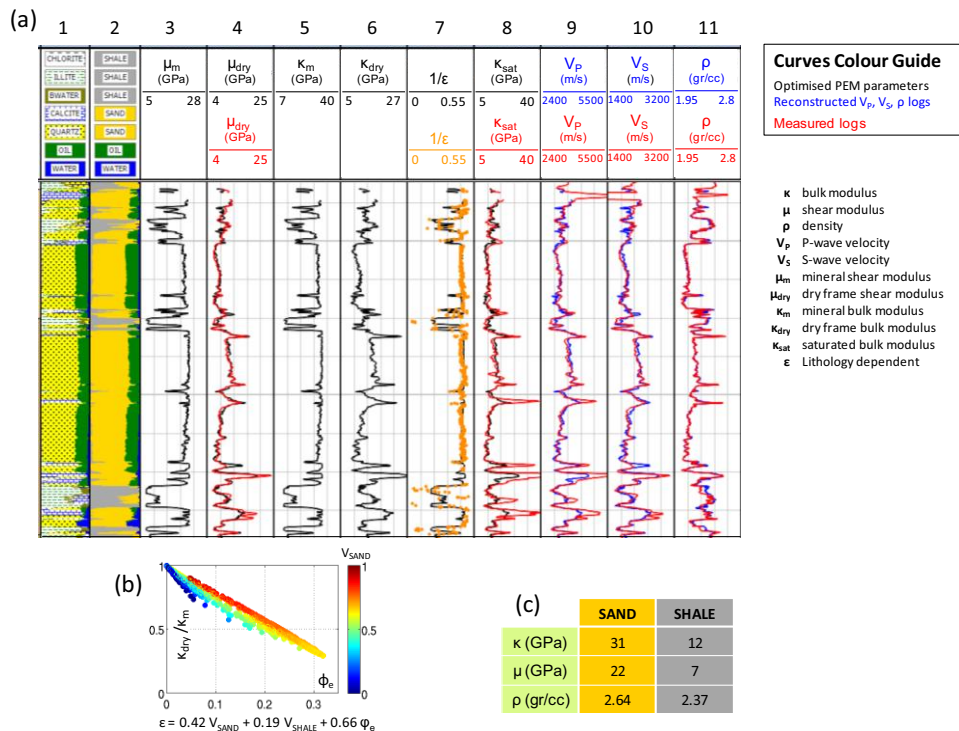 (a)
1 2 3 4 5 6 7 8 9 10 11
CHLORITE
ILLITE
BWATER
CALCITE
QUARTZ
OIL
WATER
SHALE
SHALE
SHALE
SAND
SAND
OIL
WATER
μm
(GPa)
5 28
μdry
(GPa)
4 25
μdry
(GPa)
4 25
κm
(GPa)
7 40
κdry
(GPa)
5 27
1/ε
0 0.55
1/ε
0 0.55
κsat
(GPa)
5 40
κsat
(GPa)
5 40
VP
(m/s)
2400 5500
VP
(m/s)
2400 5500
VS
(m/s)
1400 3200
VS
(m/s)
1400 3200
ρ
(gr/cc)
1.95 2.8
ρ
(gr/cc)
1.95 2.8
Curves Colour Guide
Optimised PEM parameters
Reconstructed VP, VS, ρ logs
Measured logs
κ bulk modulus
μ shear modulus
ρ density
VP P-wave velocity
VS S-wave velocity
μm mineral shear modulus
μdry dry frame shear modulus
κm mineral bulk modulus
κdry dry frame bulk modulus
κsat saturated bulk modulus
ε Lithology dependent
(b)
VSAND
1
0.5
0
κdry /κm
1
0.5
0
0 0.1 0.2 0.3
ϕe
ε = 0.42 VSAND + 0.19 VSHALE + 0.66 φe
(c)
SAND SHALE
κ (GPa) 31 12
μ (GPa) 22 7
ρ (gr/cc) 2.64 2.37